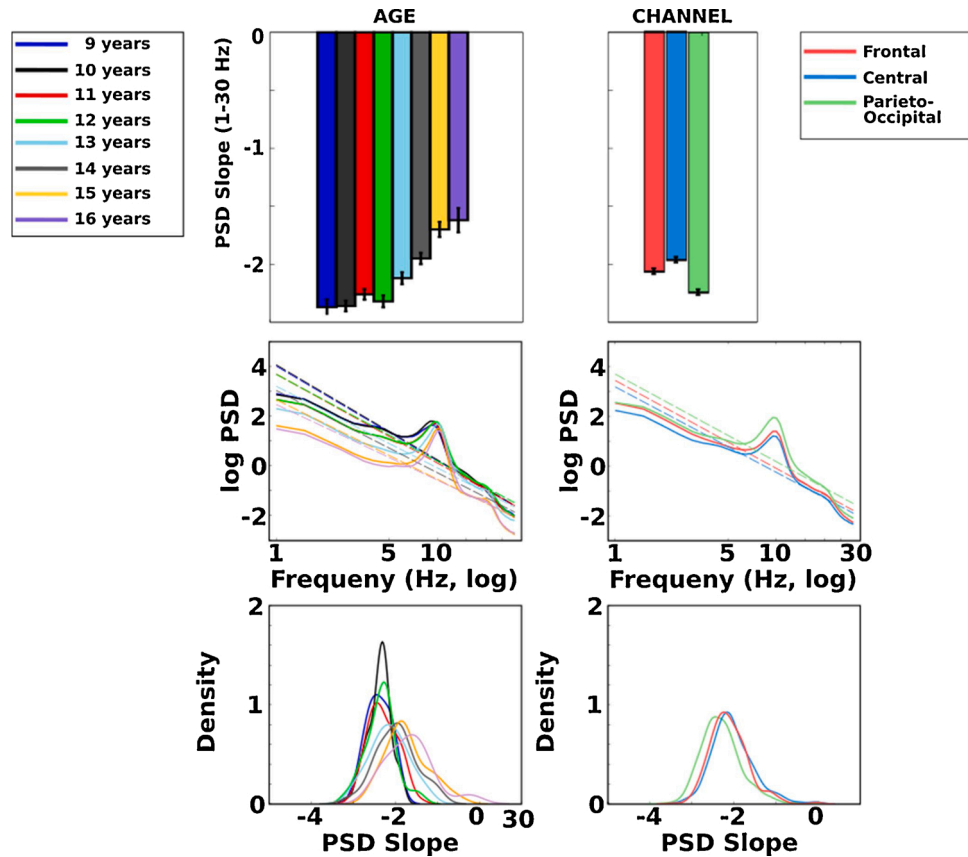 AGE
CHANNEL
9 years
10 years
11 years
12 years
13 years
14 years
15 years
16 years
PSD Slope (1-30 Hz)
0
-1
-2
Frontal
Central
Parieto-
Occipital
log PSD
4
2
0
-2
1
5
10
Frequeny (Hz, log)
log PSD
4
2
0
-2
1
5
10
30
Frequeny (Hz, log)
Density
2
1
0
-4
-2
0
30
PSD Slope
Density
2
1
0
-4
-2
0
PSD Slope